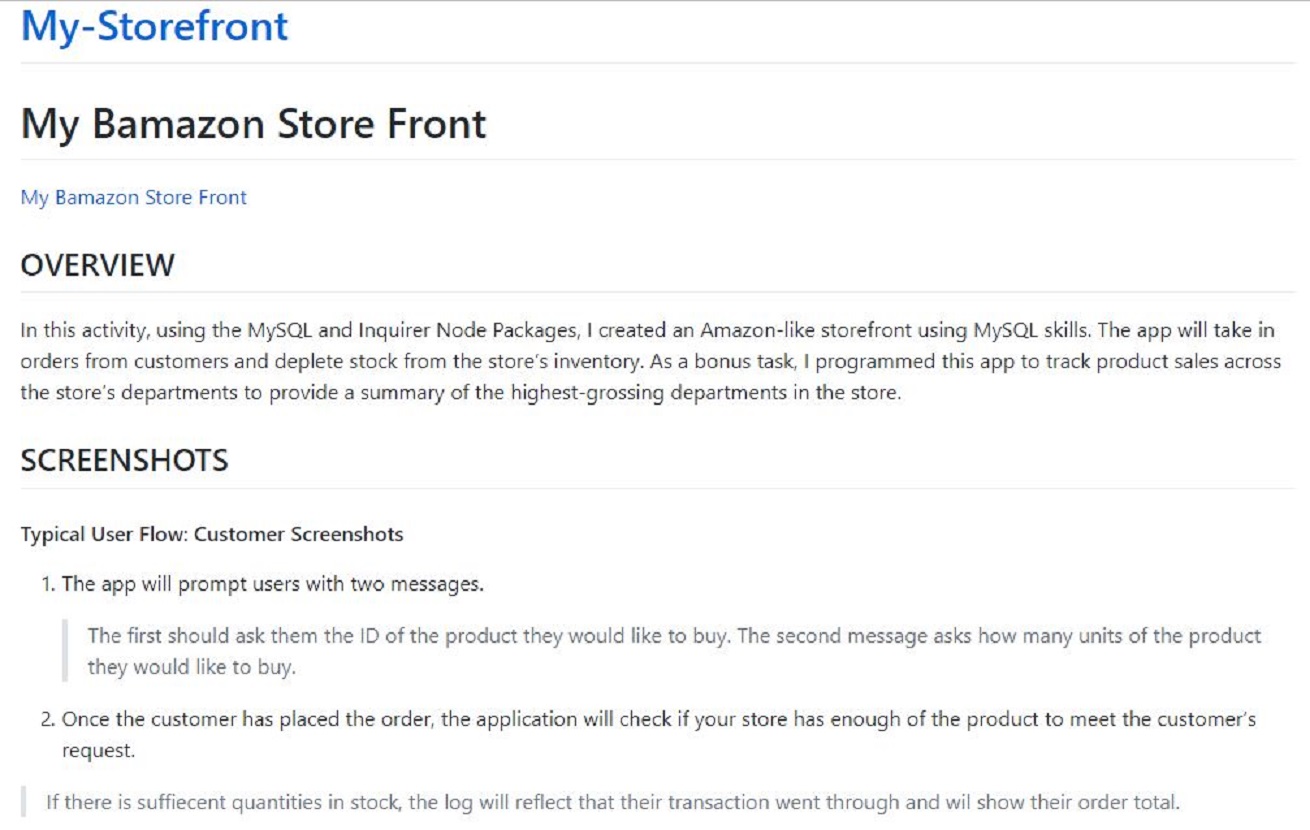 My-Storefront
My Bamazon Store Front
My Bamazon Store Front
OVERVIEW
In this activity, using the MySQL and Inquirer Node Packages, I created an Amazon-like storefront using MySQL skills. The app will take in
orders from customers and deplete stock from the store's inventory. As a bonus task, I programmed this app to track product sales across
the store's departments to provide a summary of the highest-grossing departments in the store.
SCREENSHOTS
Typical User Flow: Customer Screenshots
1. The app will prompt users with two messages.
The first should ask them the ID of the product they would like to buy. The second message asks how many units of the product
they would like to buy.
2. Once the customer has placed the order, the application will check if your store has enough of the product to meet the customer's
request.
If there is suffiecent quantities in stock, the log will reflect that their transaction went through and wil show their order total.